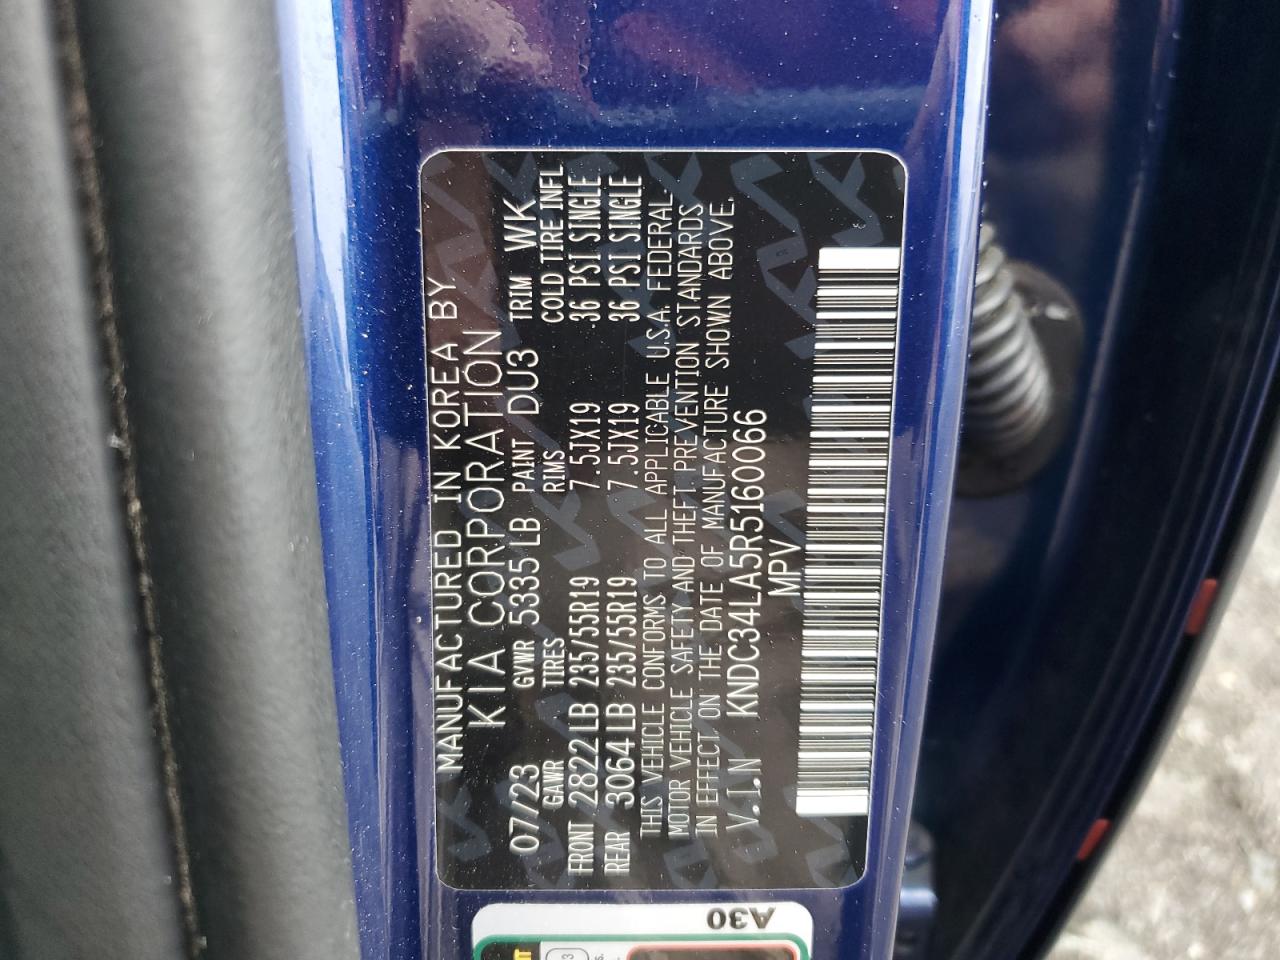 MANUFACTURED IN KOREA BY
KIA CORPORATION
07/23 GVWR 5335LB PAINT DU3 TRIM WK
GAWR TIRES RIMS COLD TIRE INFL
FRONT 2822LB 235/55R19 7.5JX19 36 PSI SINGLE
REAR 3064LB 235/55R19 7.5JX19 36 PSI SINGLE
THIS VEHICLE CONFORMS TO ALL APPLICABLE U.S.A. FEDERAL
MOTOR VEHICLE SAFETY AND THEFT PREVENTION STANDARDS
IN EFFECT ON THE DATE OF MANUFACTURE SHOWN ABOVE.
V.I.N KNDC34LA5R5160066
MPV
A30